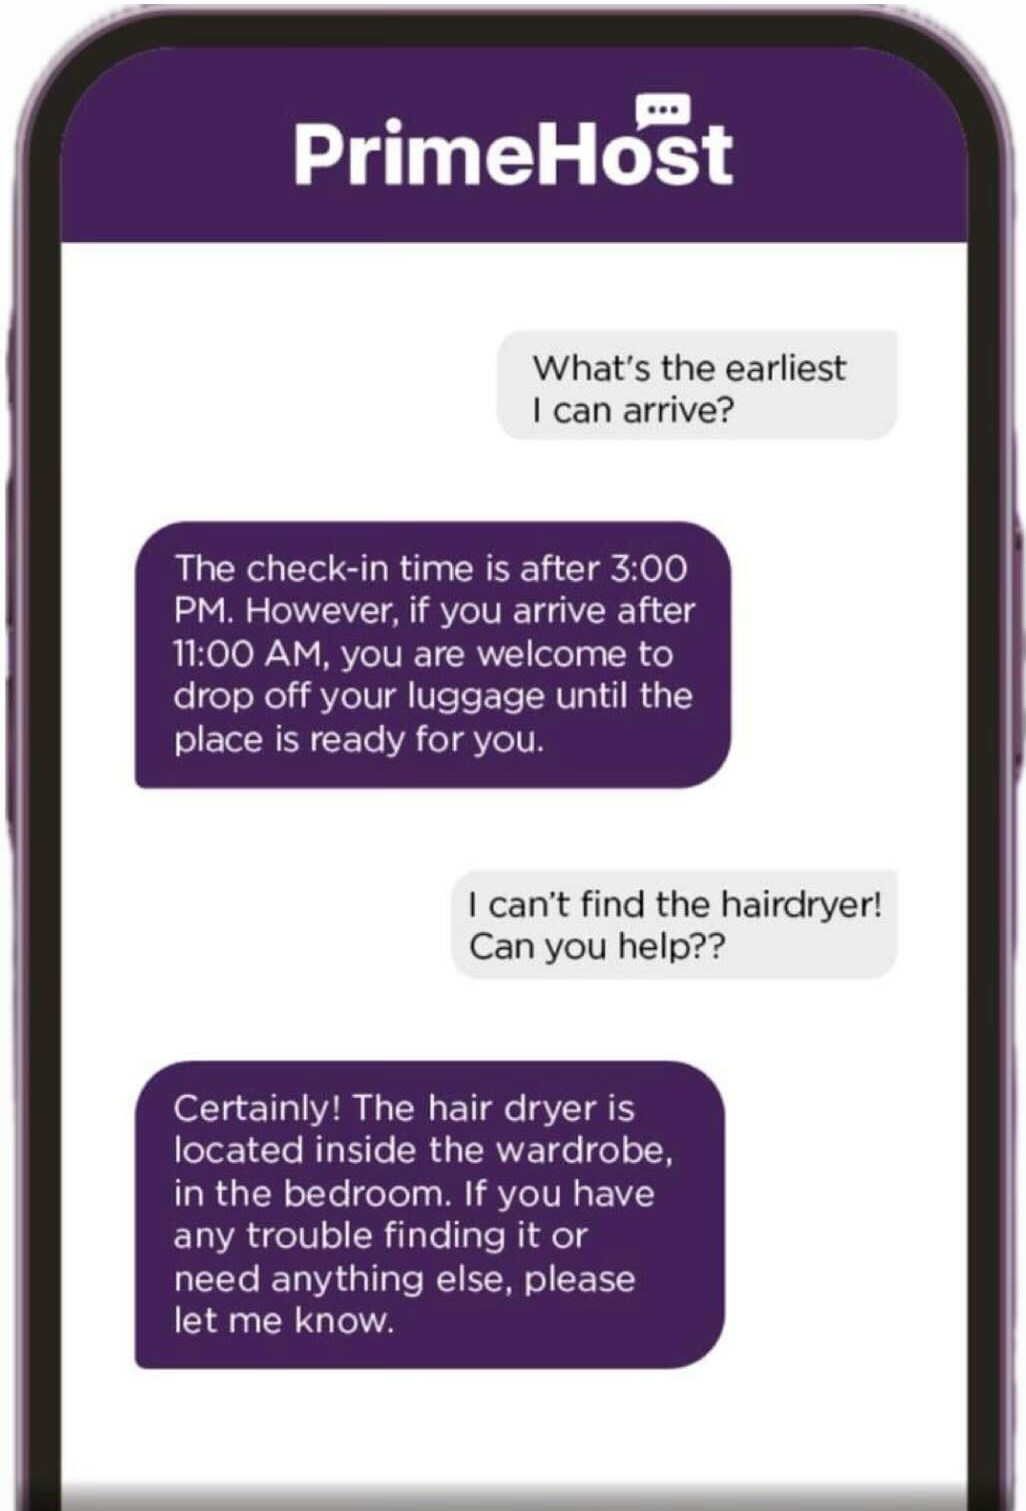 PrimeHost
What's the earliest
I can arrive?
The check-in time is after 3:00
PM. However, if you arrive after
11:00 AM, you are welcome to
drop off your luggage until the
place is ready for you.
I can’t find the hairdryer!
Can you help??
Certainly! The hair dryer is
located inside the wardrobe,
in the bedroom. If you have
any trouble finding it or
need anything else, please
let me know.